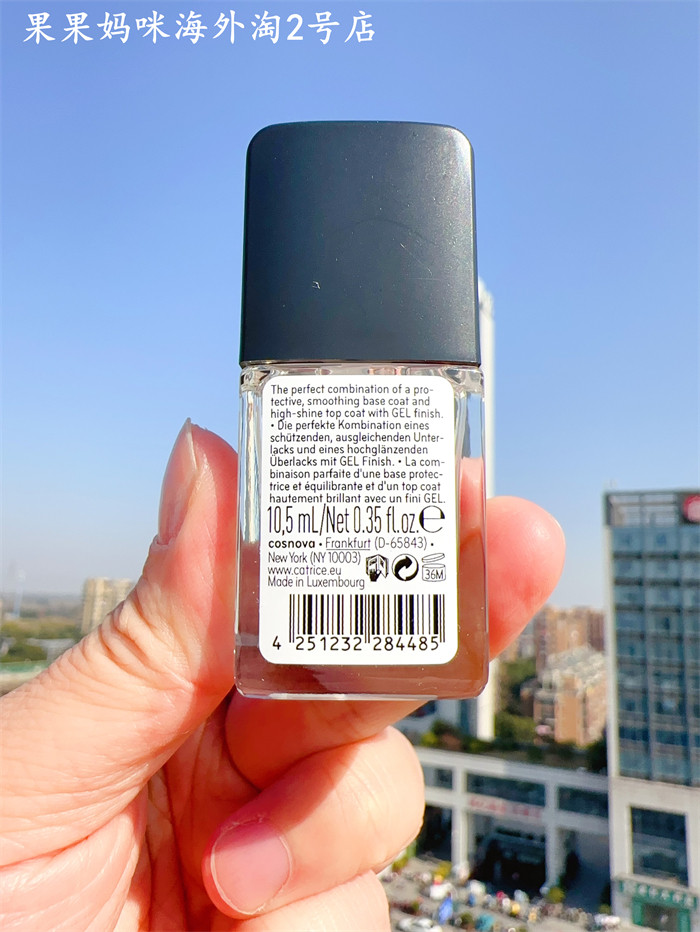 果果妈咪海外淘2号店
The perfect combination of a pro-
tective, smoothing base coat and
high-shine top coat with GEL finish.
• Die perfekte Kombination eines
schützenden, ausgleichenden Unter-
lacks und eines hochglänzenden
Überlacks mit GEL Finish. • La com-
binaison parfaite d'une base protec-
trice et équilibrante et d'un top coat
hautement brillant avec un fini GEL.
10,5 mL/Net 0.35 fl.oz.℮
cosnova • Frankfurt (D-65843) •
New York (NY 10003)
www.catrice.eu
Made in Luxembourg
36M
4 251232 284485